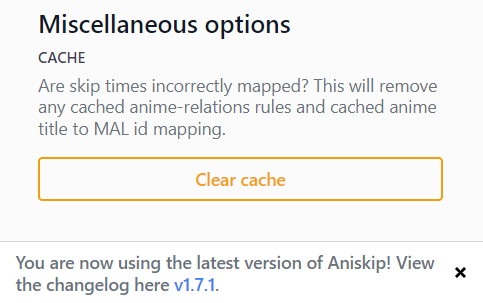 Miscellaneous options
CACHE
Are skip times incorrectly mapped? This will remove
any cached anime-relations rules and cached anime
title to MAL id mapping.
Clear cache
You are now using the latest version of Aniskip! View
the changelog here v1.7.1.